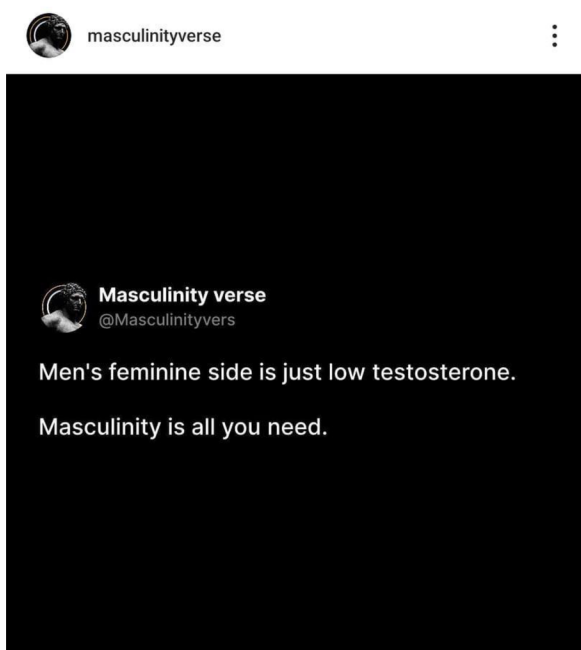 masculinityverse
Masculinity verse
@Masculinityvers
Men's feminine side is just low testosterone.
Masculinity is all you need.